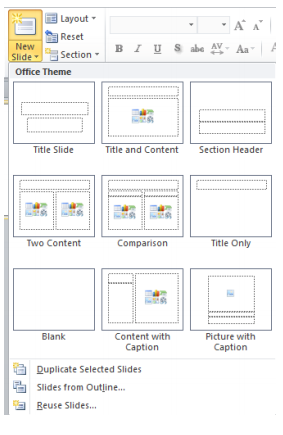 Layout
Reset
New
Slide
Section
B I U S abc AV Aa A
A A
Office Theme
Title Slide
Title and Content
Section Header
Two Content
Comparison
Title Only
Blank
Content with
Caption
Picture with
Caption
Duplicate Selected Slides
Slides from Outline...
Reuse Slides...